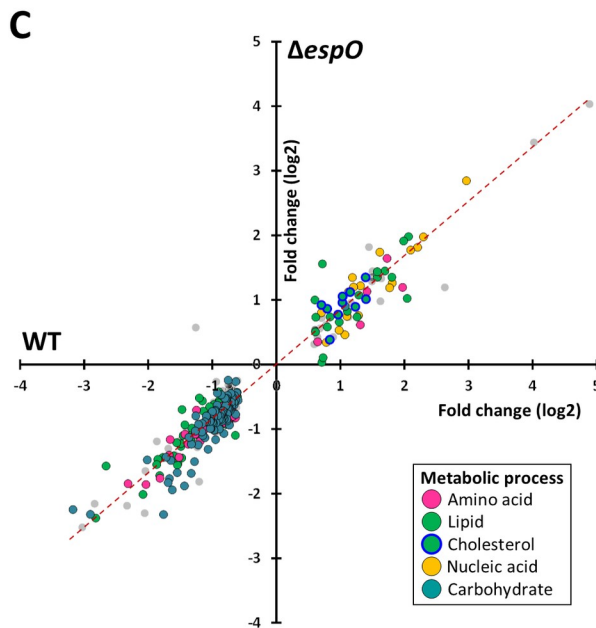 C
ΔespO
5
4
3
2
1
0
-1
-2
-3
-4
Fold change (log2)
WT
-4 -3 -2 -1 0 1 2 3 4 5
Fold change (log2)
Metabolic process
Amino acid
Lipid
Cholesterol
Nucleic acid
Carbohydrate